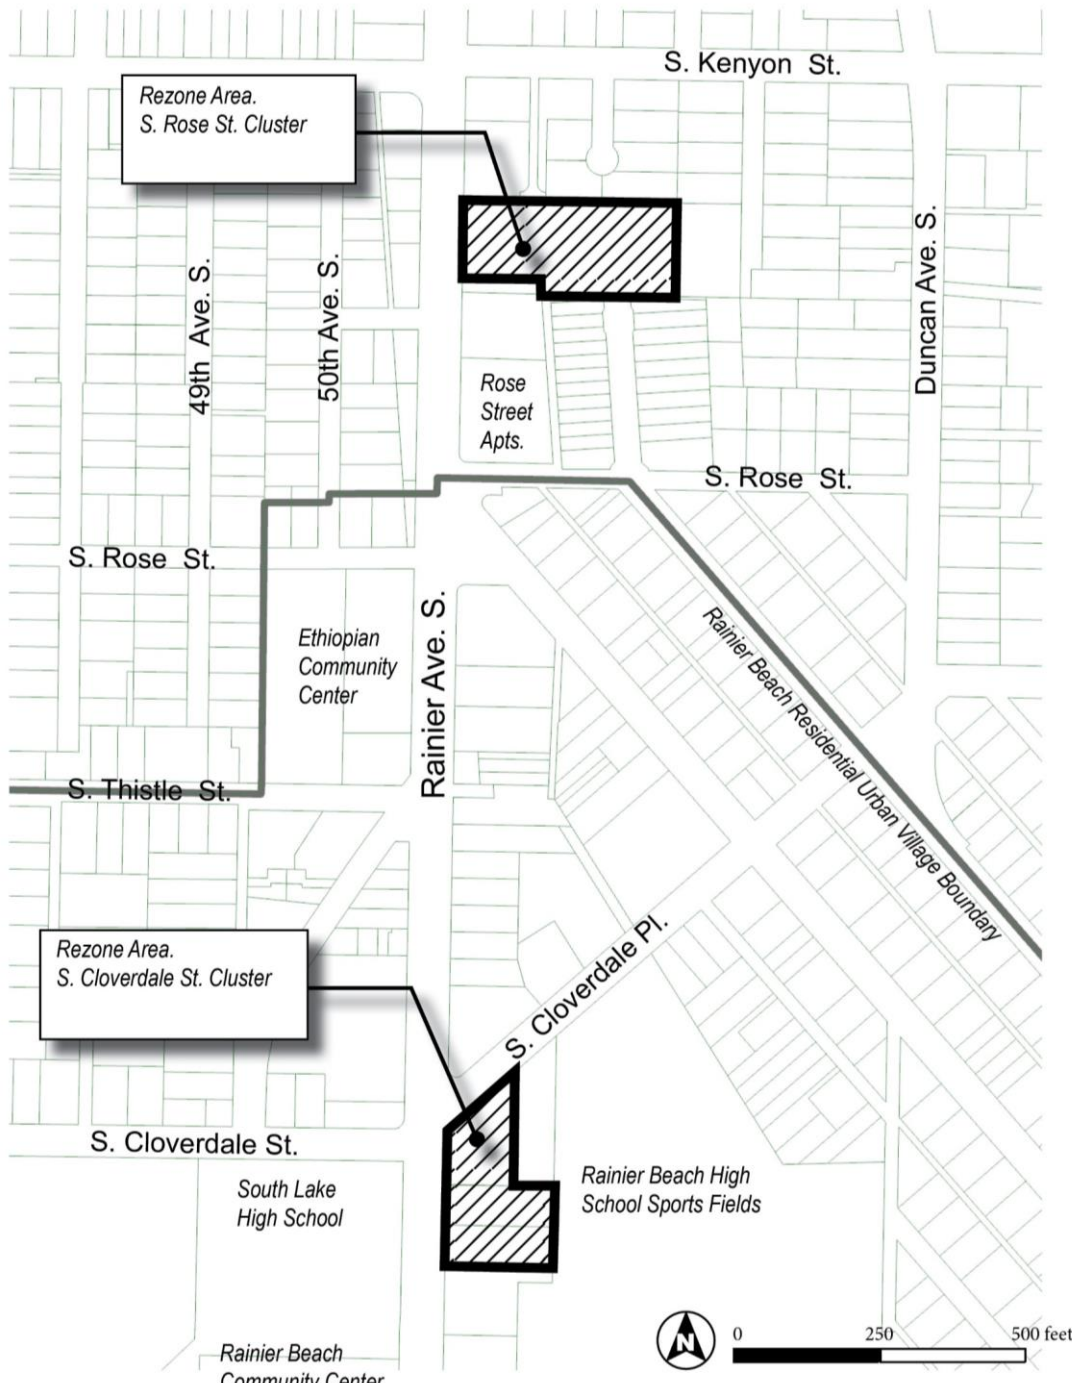 S. Kenyon St.
Rezone Area.
S. Rose St. Cluster
49th Ave. S.
50th Ave. S.
Duncan Ave. S.
Rose
Street
Apts.
S. Rose St.
S. Rose St.
Ethiopian
Community
Center
Rainier Ave. S.
Rainier Beach Residential Urban Village Boundary
S. Thistle St.
Rezone Area.
S. Cloverdale St. Cluster
S. Cloverdale Pl.
S. Cloverdale St.
South Lake
High School
Rainier Beach High
School Sports Fields
N
0 250 500 feet
Rainier Beach
Community Center